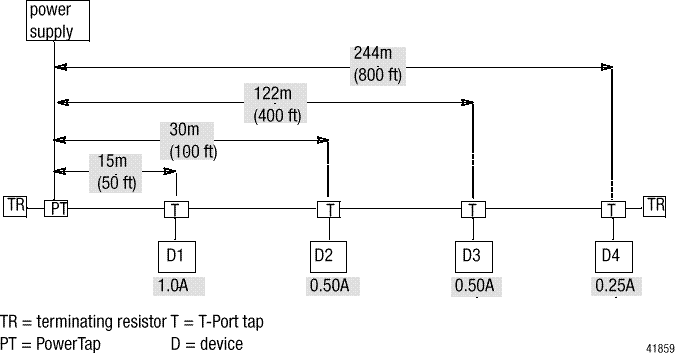 power
supply
244m
(800 ft)
122m
(400 ft)
30m
(100 ft)
15m
(50 ft)
TR PT T T T T TR
D1 D2 D3 D4
1.0A 0.50A 0.50A 0.25A
TR = terminating resistor T = T-Port tap
PT = PowerTap D = device
41859